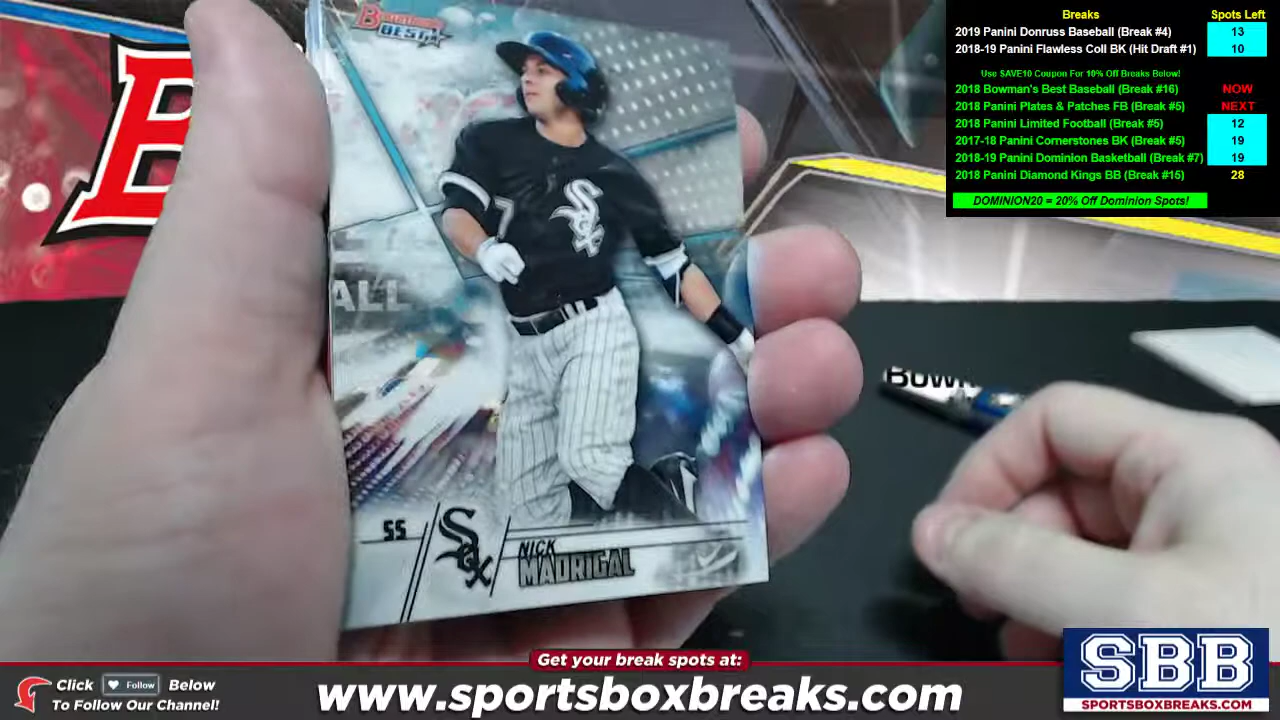 BOWMAN'S
BEST
7
Sox
ALL
SS
Sox
NICK
MADRIGAL
B
Breaks Spots Left
2019 Panini Donruss Baseball (Break #4) 13
2018-19 Panini Flawless Coll BK (Hit Draft #1) 10
Use SAVE10 Coupon For 10% Off Breaks Below!
2018 Bowman's Best Baseball (Break #16) NOW
2018 Panini Plates & Patches FB (Break #5) NEXT
2018 Panini Limited Football (Break #5) 12
2017-18 Panini Cornerstones BK (Break #5) 19
2018-19 Panini Dominion Basketball (Break #7) 19
2018 Panini Diamond Kings BB (Break #15) 28
DOMINION20 = 20% Off Dominion Spots!
SBB
SPORTSBOXBREAKS.COM
Get your break spots at:
Click Follow Below
To Follow Our Channel!
www.sportsboxbreaks.com